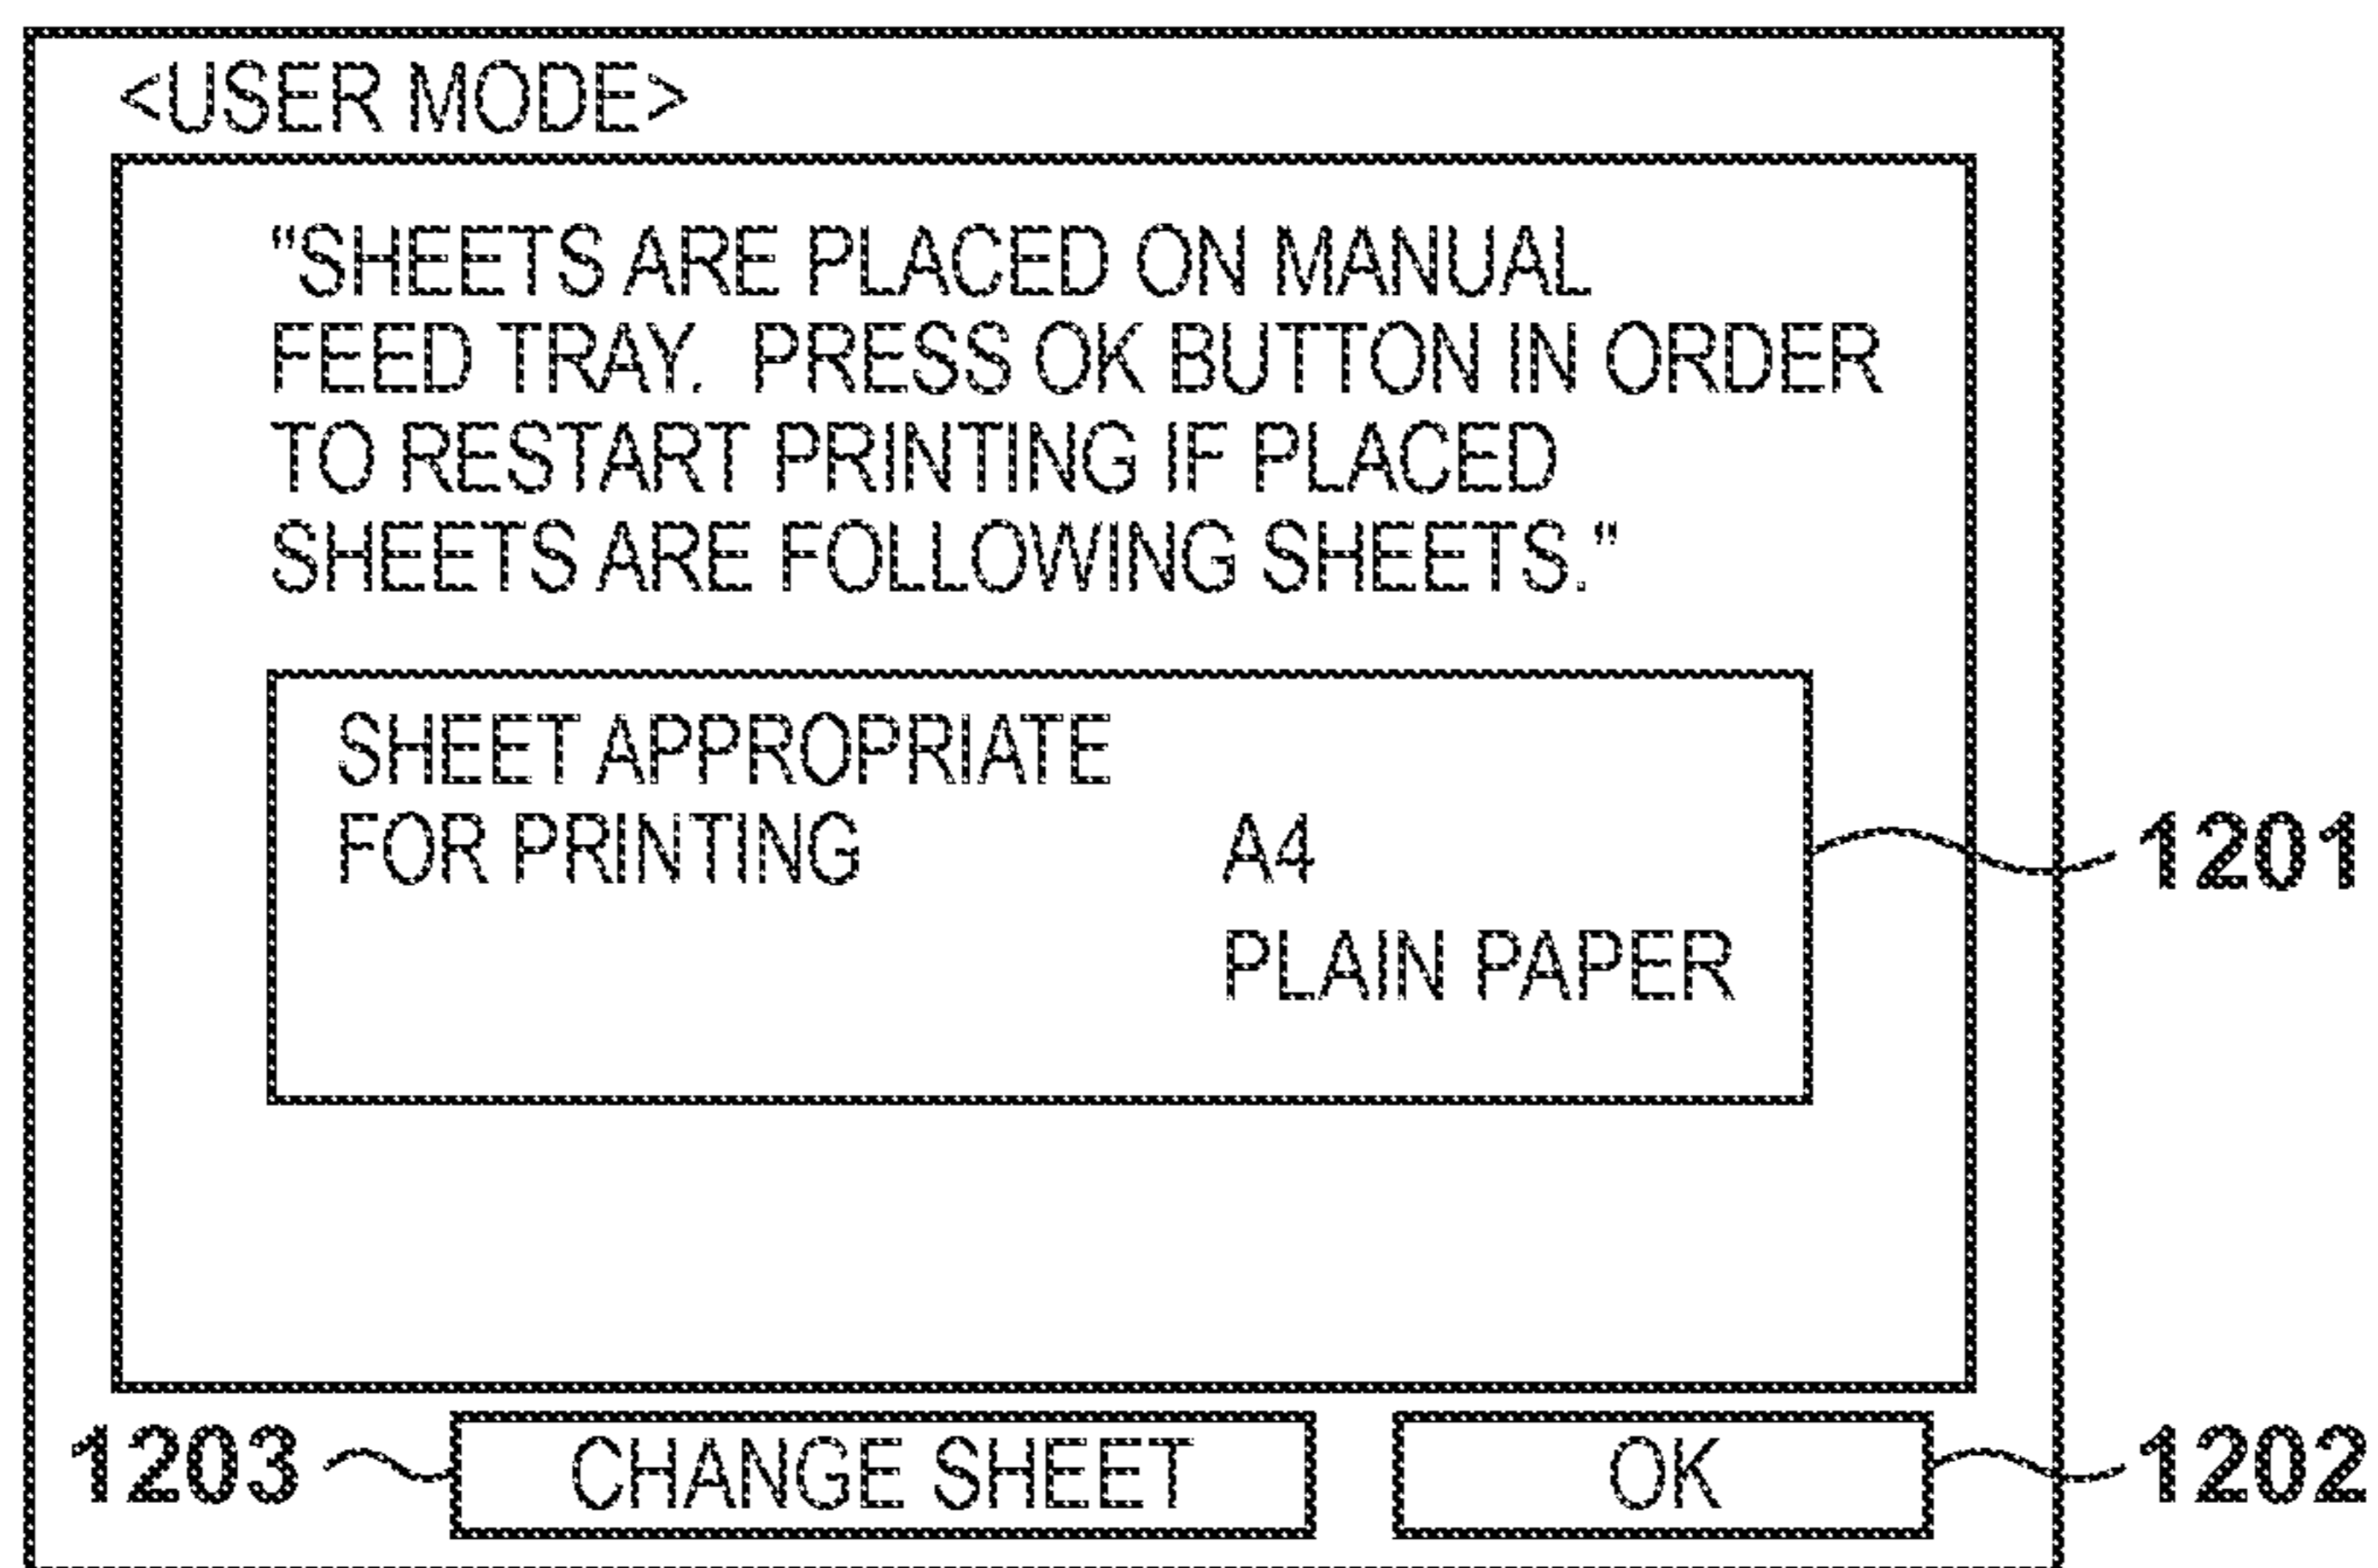 <USER MODE>
"SHEETS ARE PLACED ON MANUAL
FEED TRAY. PRESS OK BUTTON IN ORDER
TO RESTART PRINTING IF PLACED
SHEETS ARE FOLLOWING SHEETS."
SHEET APPROPRIATE
FOR PRINTING A4
PLAIN PAPER
1201
1203 CHANGE SHEET OK 1202